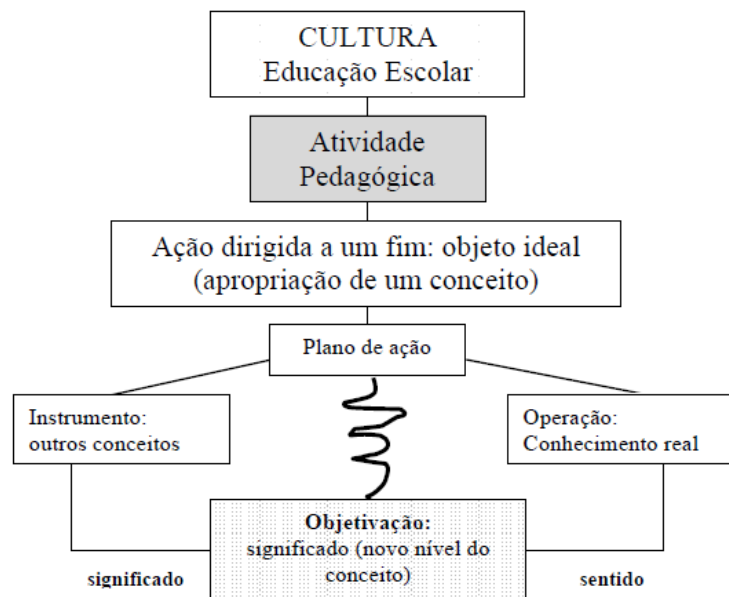 CULTURA
Educação Escolar
Atividade
Pedagógica
Ação dirigida a um fim: objeto ideal
(apropriação de um conceito)
Plano de ação
Instrumento:
outros conceitos
Operação:
Conhecimento real
Objetivação:
significado (novo nível do
conceito)
significado
sentido